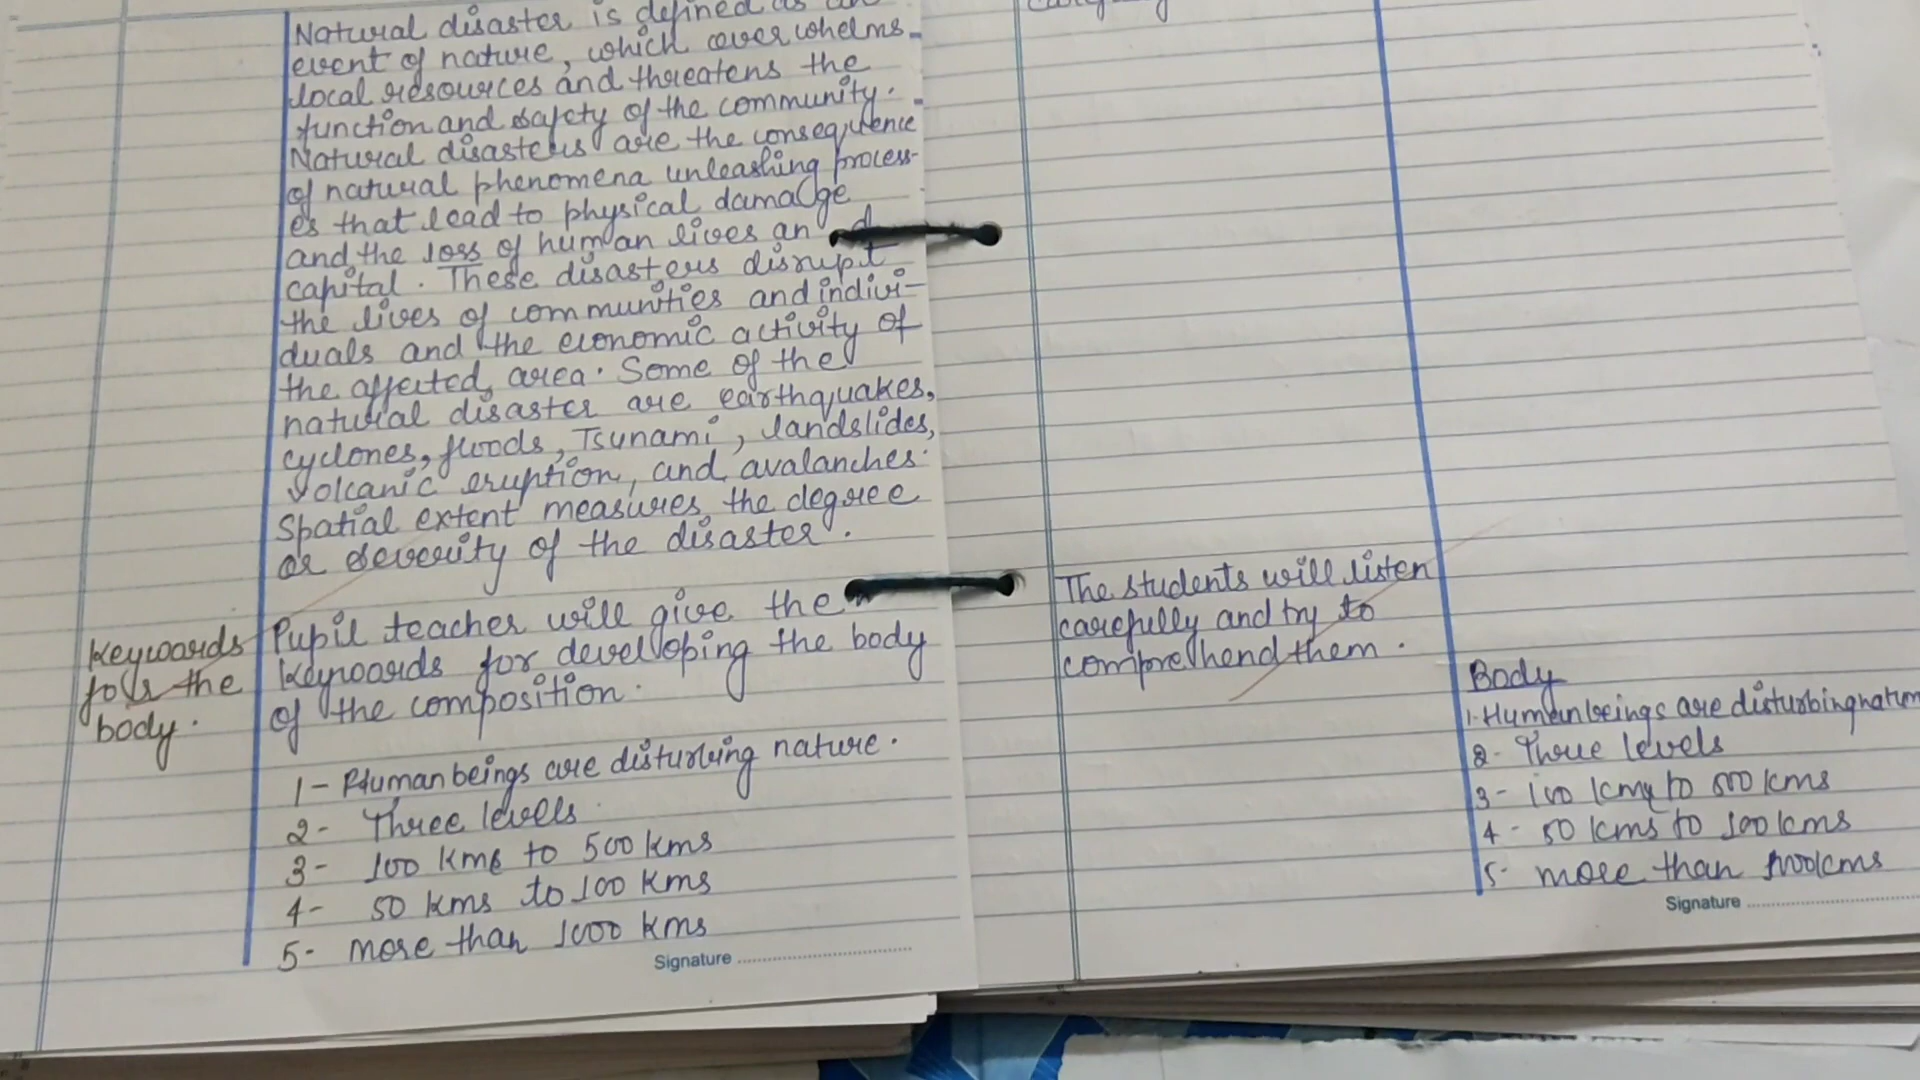 Natural disaster is defined as an
event of nature, which overwhelms
local resources and threatens the
function and safety of the community.
Natural disasters are the consequence
of natural phenomena unleashing process-
es that lead to physical damage
and the loss of human lives and
capital. These disasters disrupt
the lives of communities and indivi-
duals and the economic activity of
the affected area. Some of the
natural disaster are earthquakes,
cyclones, floods, Tsunami, landslides,
Volcanic eruption, and avalanches.
Spatial extent measures the degree
or severity of the disaster.
Keywords
for the
body.
Pupil teacher will give the
keywords for developing the body
of the composition.
1- Human beings are disturbing nature.
2- Three levels
3- 100 kms to 500 kms
4- 50 kms to 100 kms
5- more than 1000 kms
Signature
The students will listen
carefully and try to
comprehend them.
Body
1. Human beings are disturbing natur
2- Three levels
3- 100 kms to 500 kms
4- 50 kms to 100 kms
5- more than 1000 kms
Signature